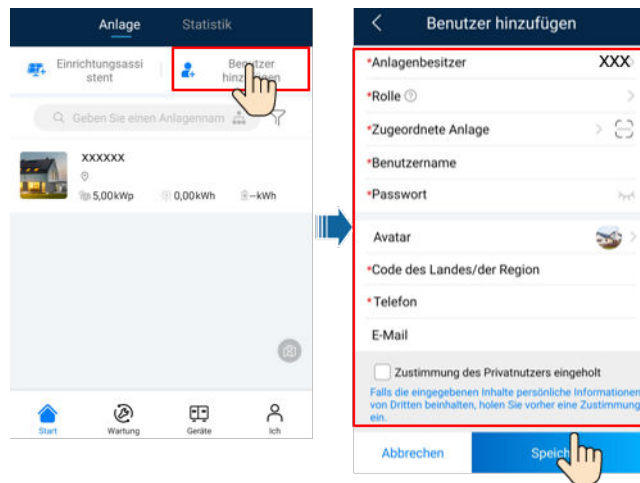 Anlage
Statistik
Einrichtungsassi
stent
Benutzer
hinzufügen
Geben Sie einen Anlagennam
xxxxxx
5,00kWp
0,00kWh
--kWh
Start
Wartung
Geräte
Ich
Benutzer hinzufügen
*Anlagenbesitzer
XXX
*Rolle
*Zugeordnete Anlage
*Benutzername
*Passwort
Avatar
*Code des Landes/der Region
*Telefon
E-Mail
Zustimmung des Privatnutzers eingeholt
Falls die eingegebenen Inhalte persönliche Informationen
von Dritten beinhalten, holen Sie vorher eine Zustimmung
ein.
Abbrechen
Speich